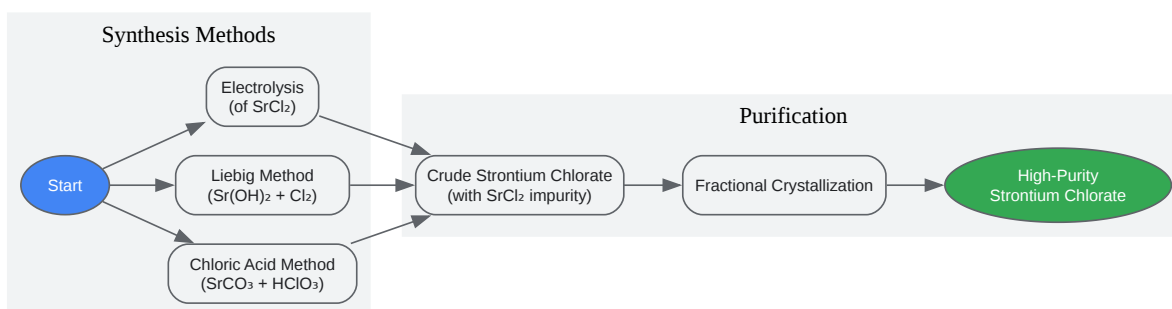 Synthesis Methods
Electrolysis
(of SrCl₂)
Purification
Start
Liebig Method
(Sr(OH)₂ + Cl₂)
Crude Strontium Chlorate
(with SrCl₂ impurity)
Fractional Crystallization
High-Purity
Strontium Chlorate
Chloric Acid Method
(SrCO₃ + HClO₃)